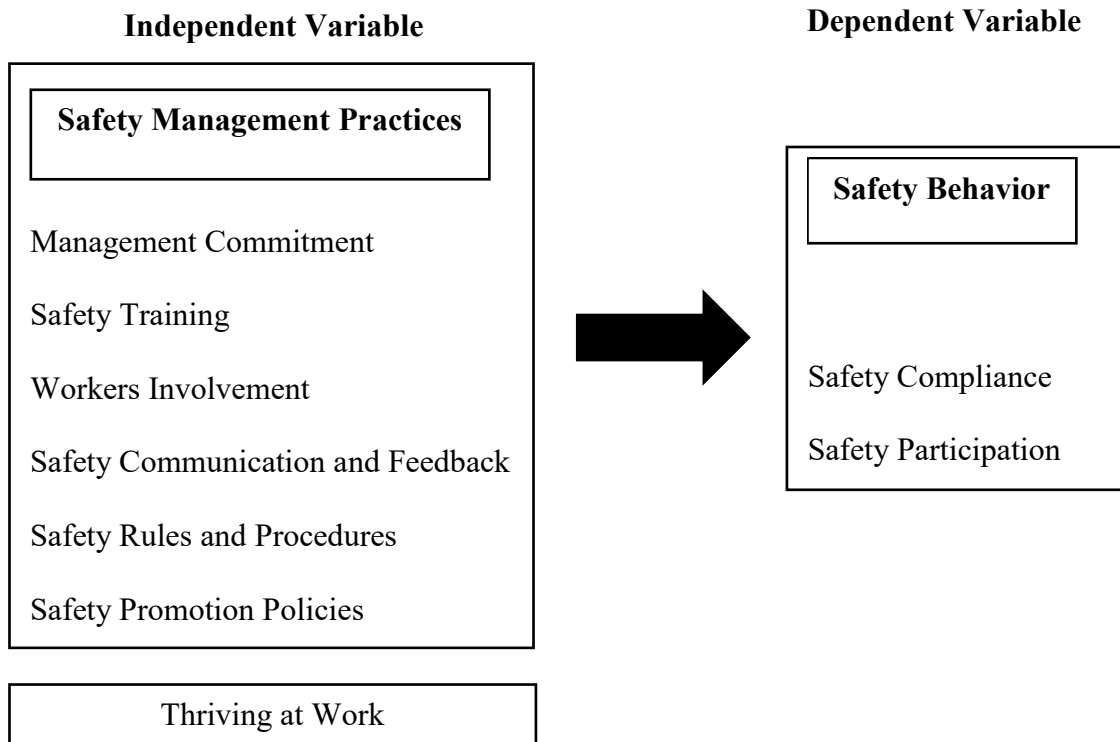 Independent Variable
Dependent Variable
Safety Management Practices
Management Commitment
Safety Training
Workers Involvement
Safety Communication and Feedback
Safety Rules and Procedures
Safety Promotion Policies
Safety Behavior
Safety Compliance
Safety Participation
Thriving at Work